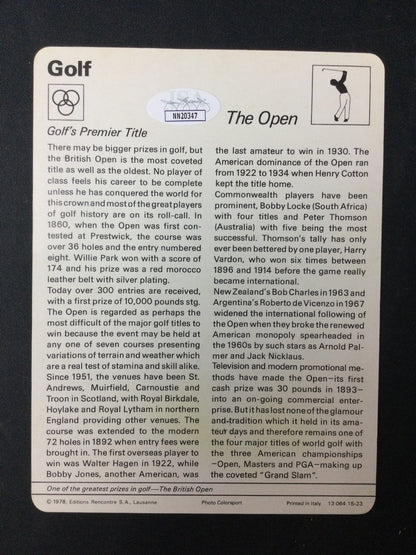 Golf
JSA
NN20347
The Open
Golf's Premier Title
There may be bigger prizes in golf, but
the British Open is the most coveted
title as well as the oldest. No player of
class feels his career to be complete
unless he has conquered the world for
this crown and most of the great players
of golf history are on its roll-call. In
1860, when the Open was first con-
tested at Prestwick, the course was
over 36 holes and the entry numbered
eight. Willie Park won with a score of
174 and his prize was a red morocco
leather belt with silver plating.
Today over 300 entries are received,
with a first prize of 10,000 pounds stg.
The Open is regarded as perhaps the
most difficult of the major golf titles to
win because the event may be held at
any one of seven courses presenting
variations of terrain and weather which
are a real test of stamina and skill alike.
Since 1951, the venues have been St.
Andrews, Muirfield, Carnoustie and
Troon in Scotland, with Royal Birkdale,
Hoylake and Royal Lytham in northern
England providing other venues. The
course was extended to the modern
72 holes in 1892 when entry fees were
brought in. The first overseas player to
win was Walter Hagen in 1922, while
Bobby Jones, another American, was
the last amateur to win in 1930. The
American dominance of the Open ran
from 1922 to 1934 when Henry Cotton
kept the title home.
Commonwealth players have been
prominent, Bobby Locke (South Africa)
with four titles and Peter Thomson
(Australia) with five being the most
successful. Thomson's tally has only
ever been bettered by one player, Harry
Vardon, who won six times between
1896 and 1914 before the game really
became international.
New Zealand's Bob Charles in 1963 and
Argentina's Roberto de Vicenzo in 1967
widened the international following of
the Open when they broke the renewed
American monopoly spearheaded in
the 1960s by such stars as Arnold Pal-
mer and Jack Nicklaus.
Television and modern promotional me-
thods have made the Open—its first
cash prize was 30 pounds in 1893—
into an on-going commercial enter-
prise. But it has lost none of the glamour
and tradition which it held in its ama-
teur days and therefore remains one of
the four major titles of world golf with
the three American championships
–Open, Masters and PGA—making up
the coveted "Grand Slam".
One of the greatest prizes in golf—The British Open
© 1978, Editions Rencontre S.A., Lausanne
Photo Colorsport
Printed in Italy
13 064 15-23